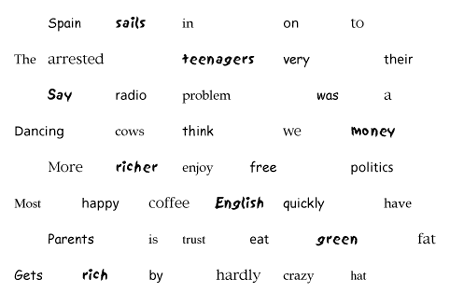 Spain sails in on to
The arrested teenagers very their
Say radio problem was a
Dancing cows think we money
More richer enjoy free politics
Most happy coffee English quickly have
Parents is trust eat green fat
Gets rich by hardly crazy hat